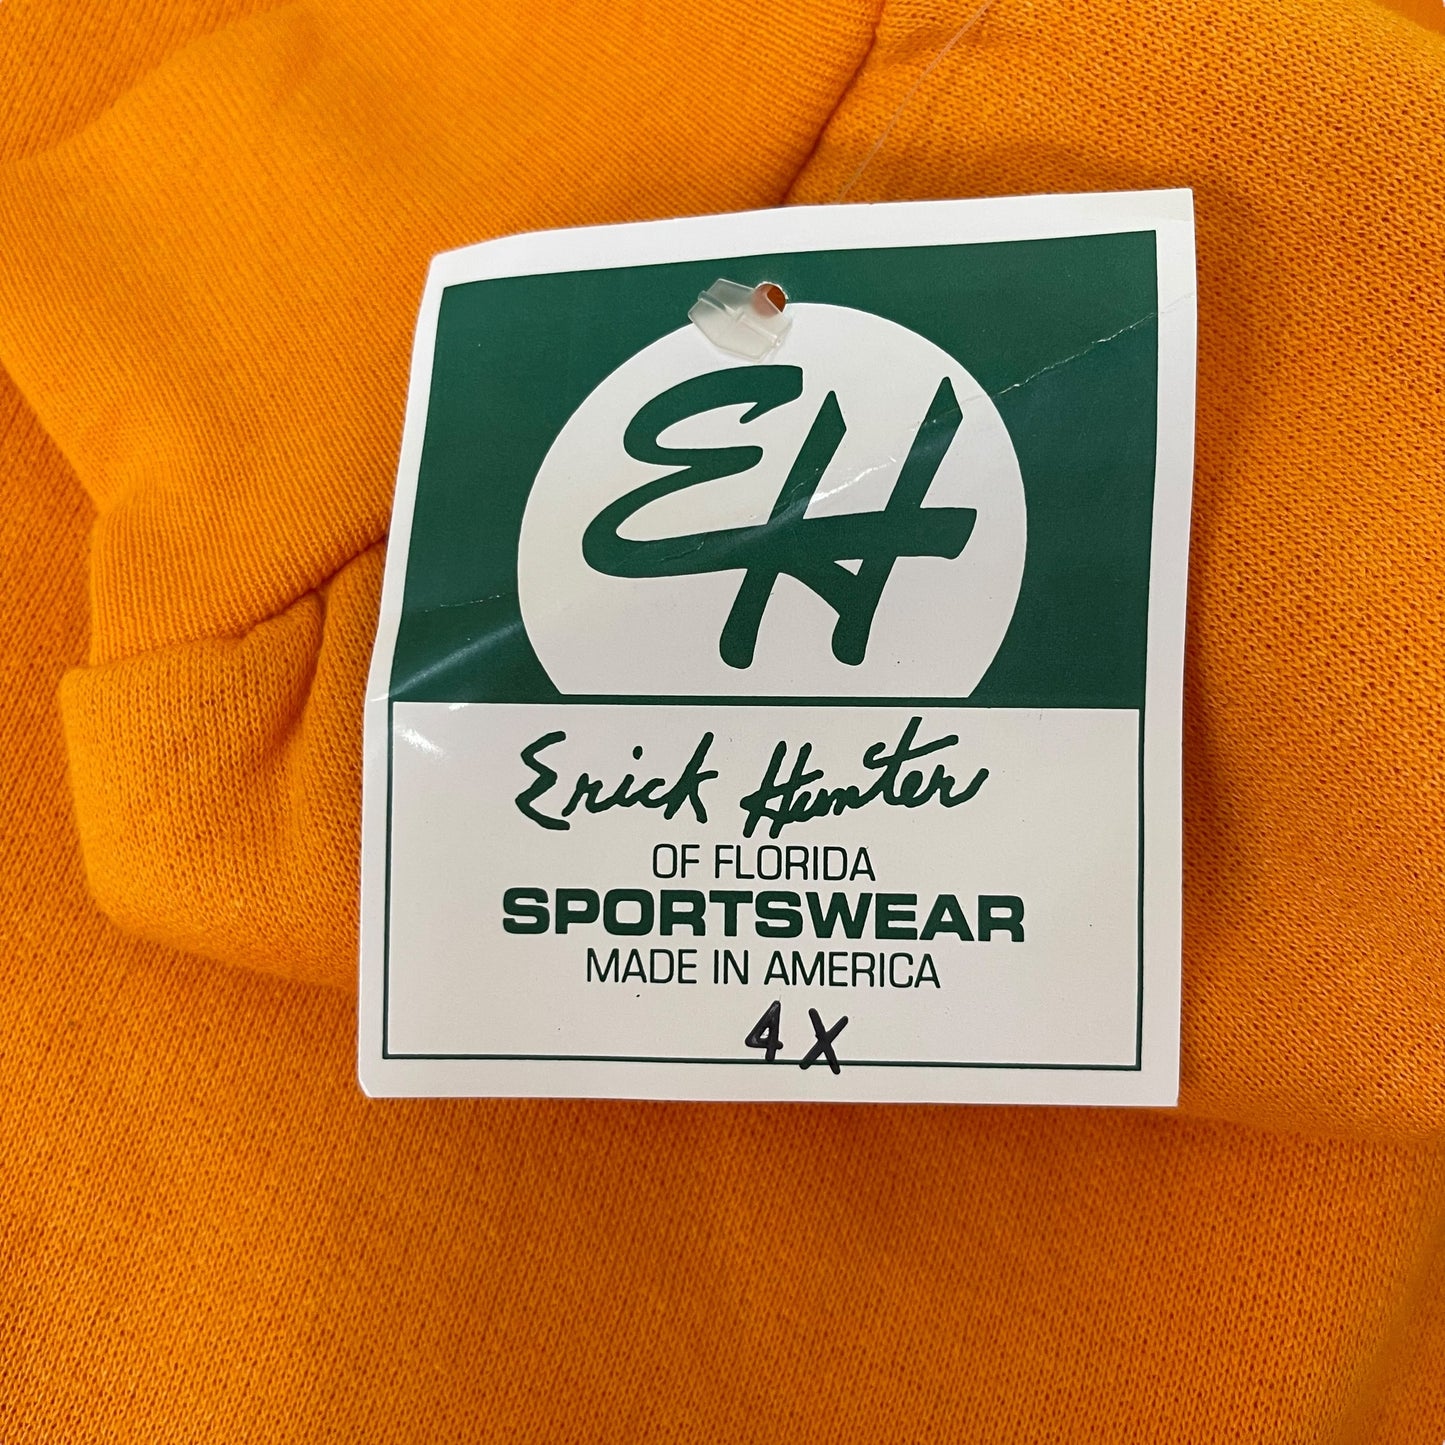 EH
Erick Hunter
OF FLORIDA
SPORTSWEAR
MADE IN AMERICA
4X